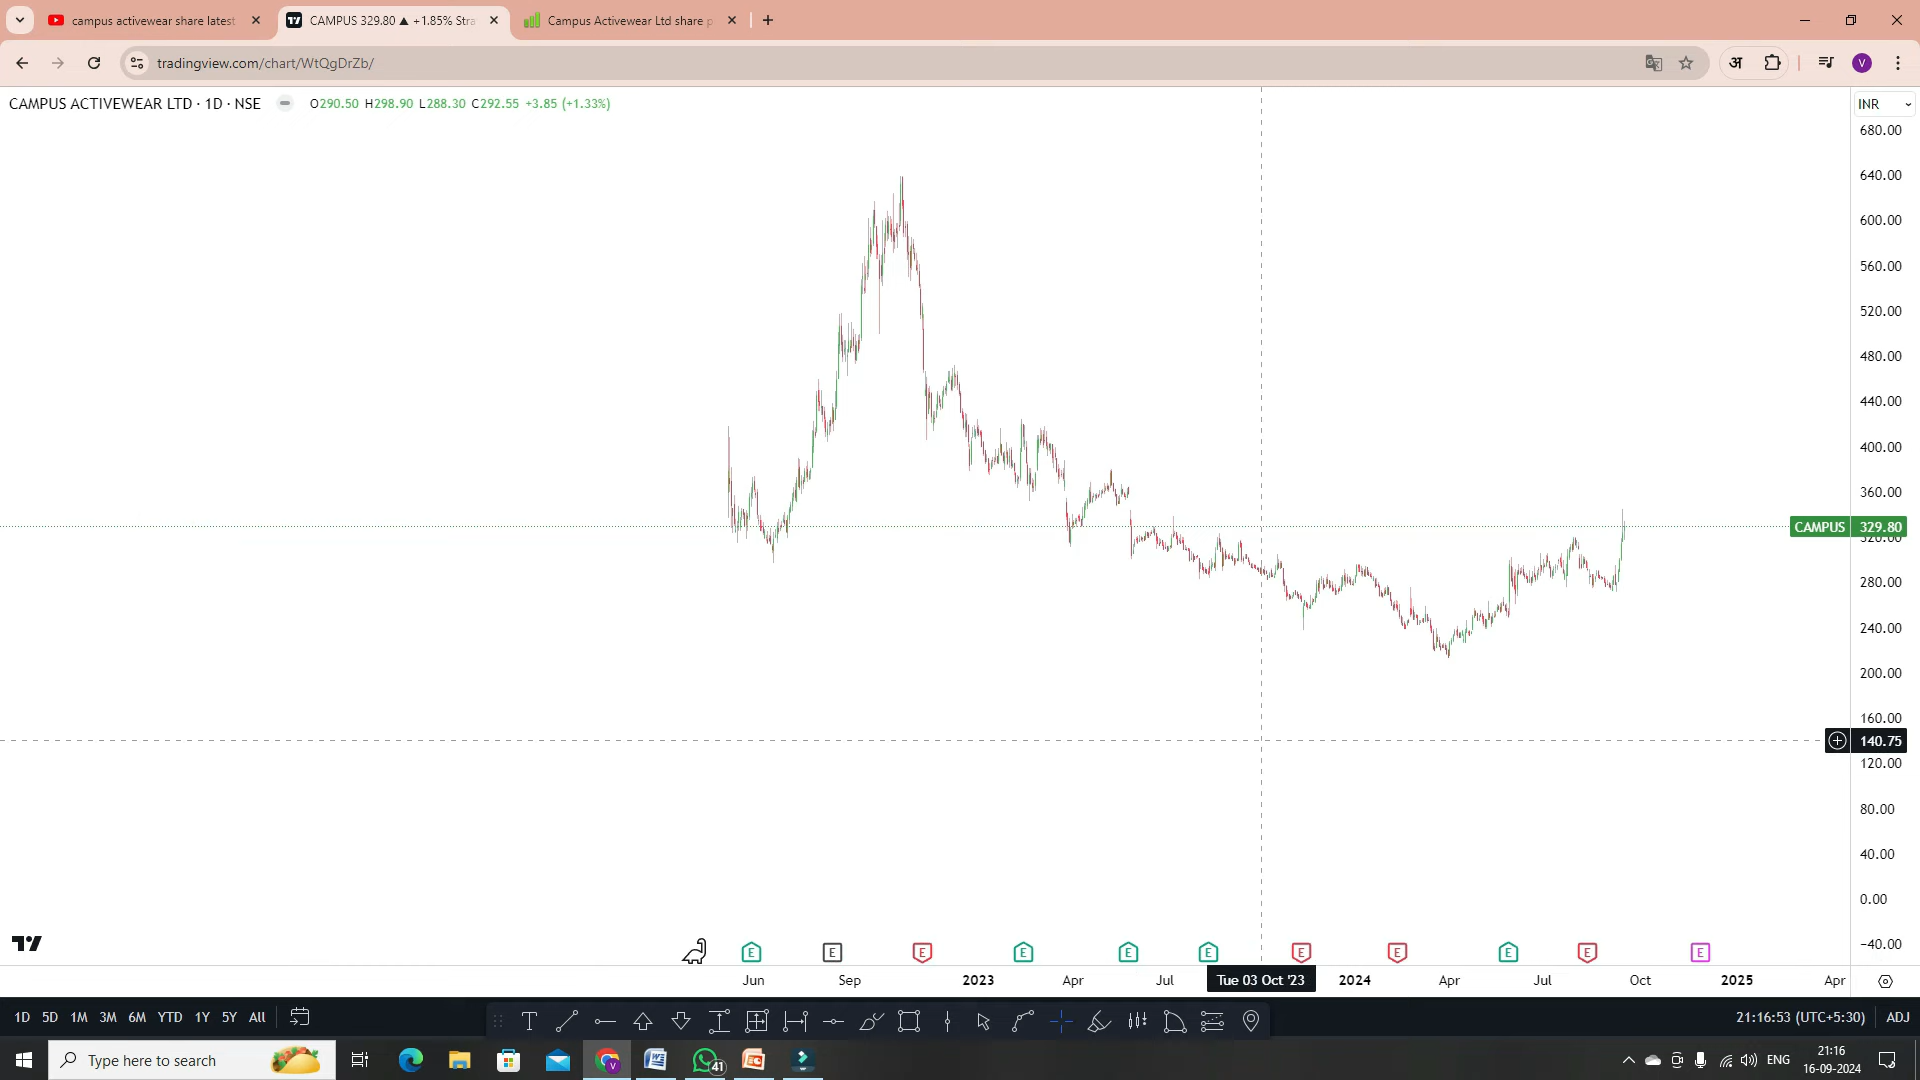 campus activewear share latest
CAMPUS 329.80 ▲ +1.85% Stra
Campus Activewear Ltd share p
tradingview.com/chart/WtQgDrZb/
अ
V
CAMPUS ACTIVEWEAR LTD · 1D · NSE
O290.50 H298.90 L288.30 C292.55 +3.85 (+1.33%)
INR
680.00
640.00
600.00
560.00
520.00
480.00
440.00
400.00
360.00
CAMPUS 329.80
320.00
280.00
240.00
200.00
160.00
140.75
120.00
80.00
40.00
0.00
−40.00
E E E E E E E E E E E
Jun Sep 2023 Apr Jul Tue 03 Oct '23 2024 Apr Jul Oct 2025 Apr
1D 5D 1M 3M 6M YTD 1Y 5Y All
21:16:53 (UTC+5:30) ADJ
Type here to search
41
ENG
21:16
16-09-2024